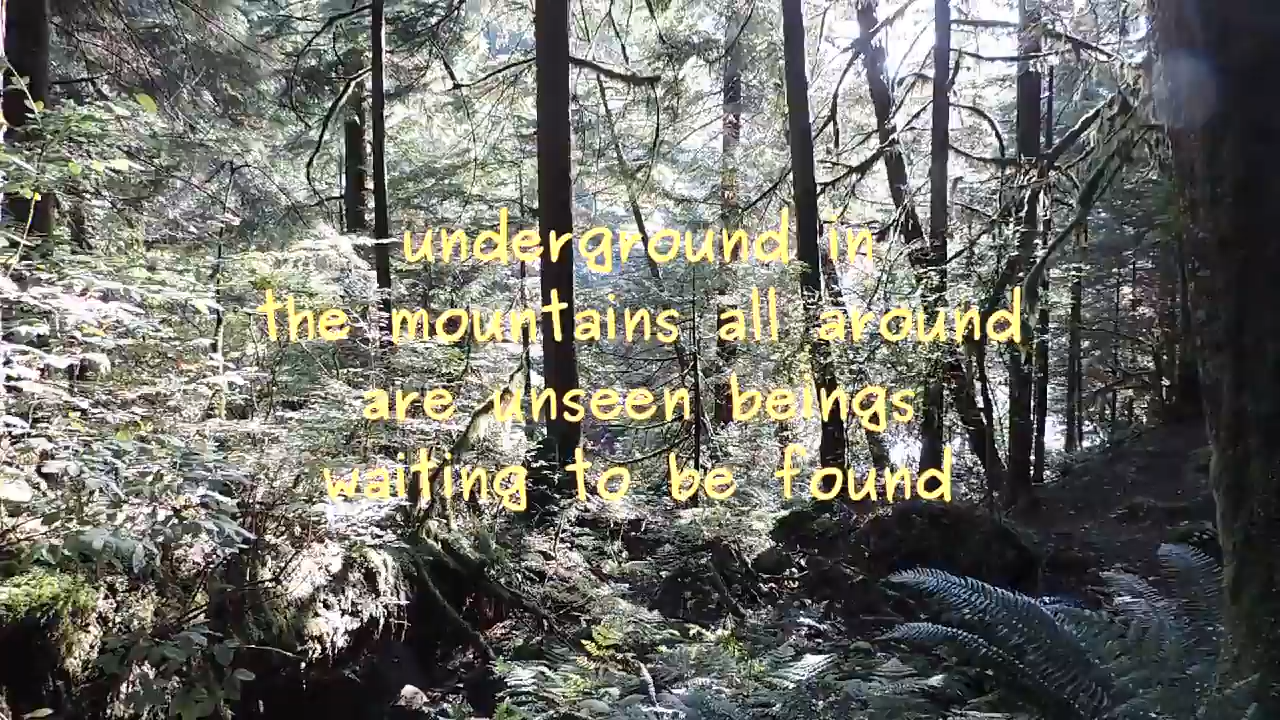 underground in
the mountains all around
are unseen beings
waiting to be found